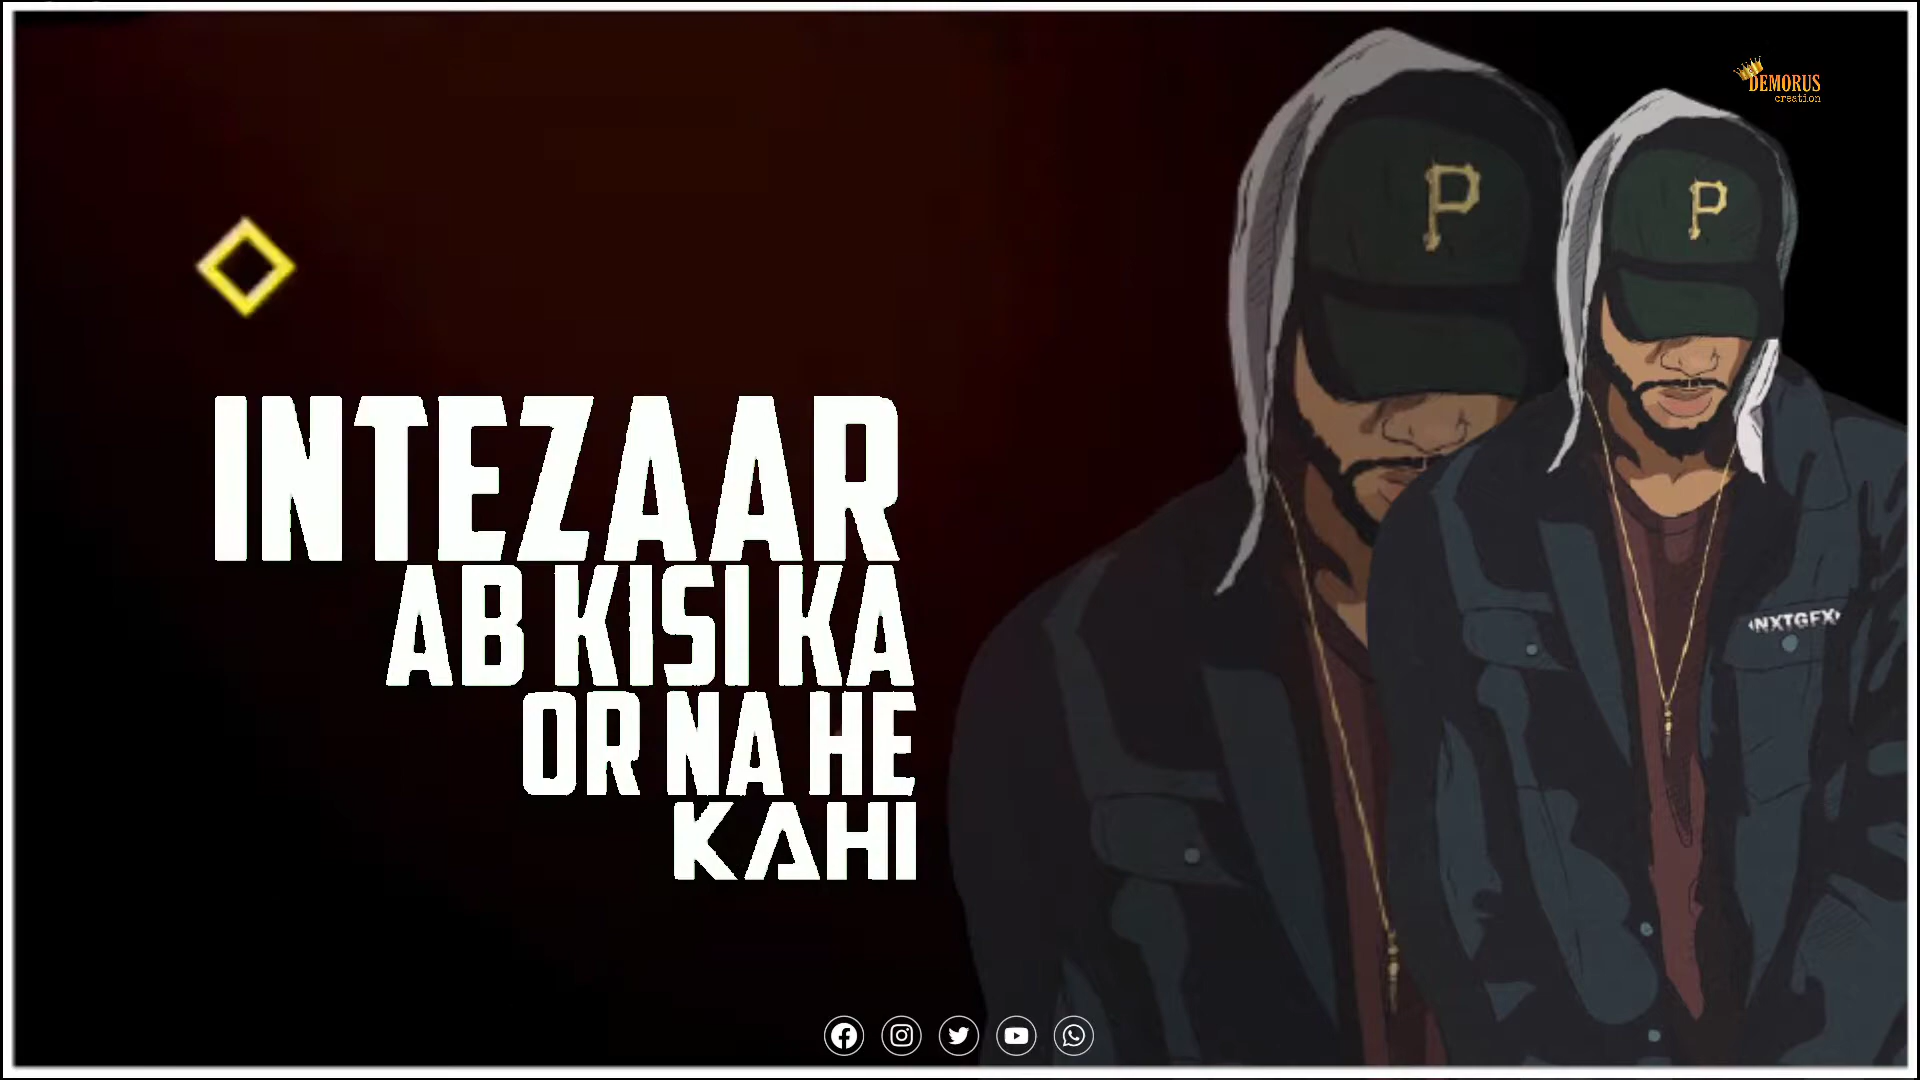 DEMORUS
creation
P
P
INTEZAAR
AB KISI KA
OR NA HE
KAHI
NXTGFX